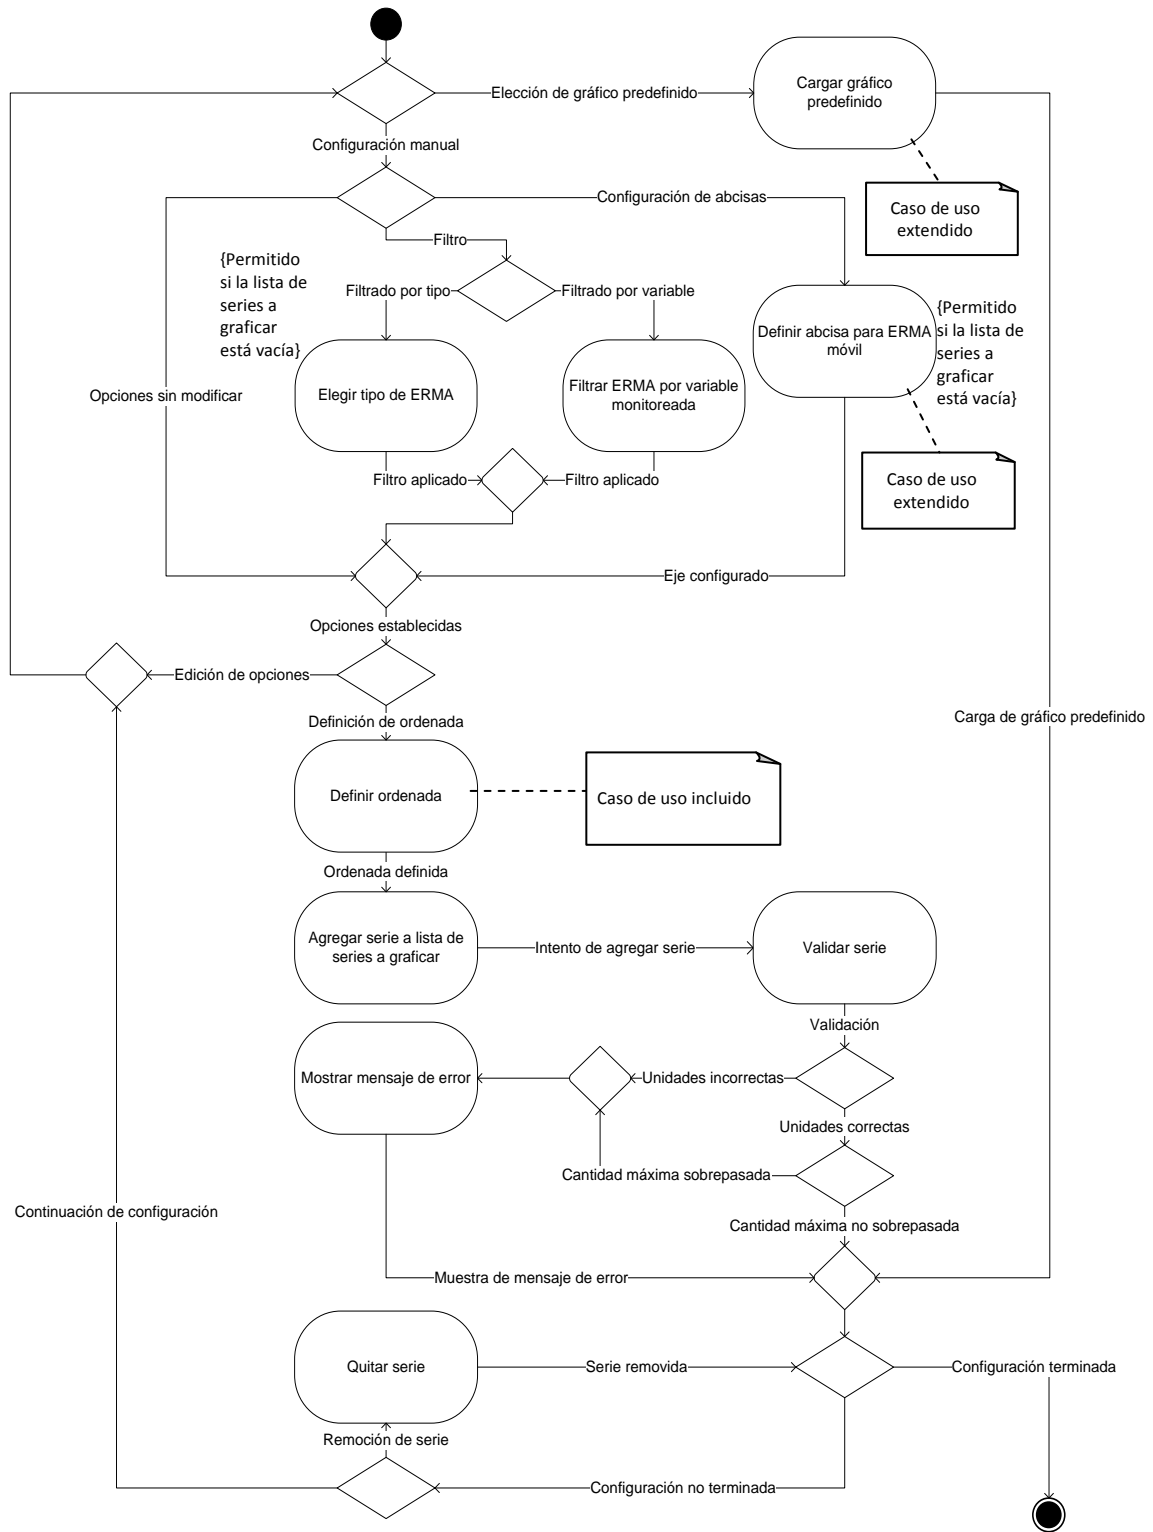 Elección de gráfico predefinido
Cargar gráfico
predefinido
Configuración manual
Configuración de abcisas
Caso de uso
extendido
Filtro
{Permitido
si la lista de
series a
graficar
está vacía}
Filtrado por tipo
Filtrado por variable
Definir abcisa para ERMA
móvil
{Permitido
si la lista de
series a
graficar
está vacía}
Opciones sin modificar
Elegir tipo de ERMA
Filtrar ERMA por variable
monitoreada
Filtro aplicado
Filtro aplicado
Caso de uso
extendido
Eje configurado
Opciones establecidas
Edición de opciones
Definición de ordenada
Carga de gráfico predefinido
Definir ordenada
Caso de uso incluido
Ordenada definida
Agregar serie a lista de
series a graficar
Intento de agregar serie
Validar serie
Validación
Mostrar mensaje de error
Unidades incorrectas
Unidades correctas
Cantidad máxima sobrepasada
Continuación de configuración
Cantidad máxima no sobrepasada
Muestra de mensaje de error
Quitar serie
Serie removida
Configuración terminada
Remoción de serie
Configuración no terminada